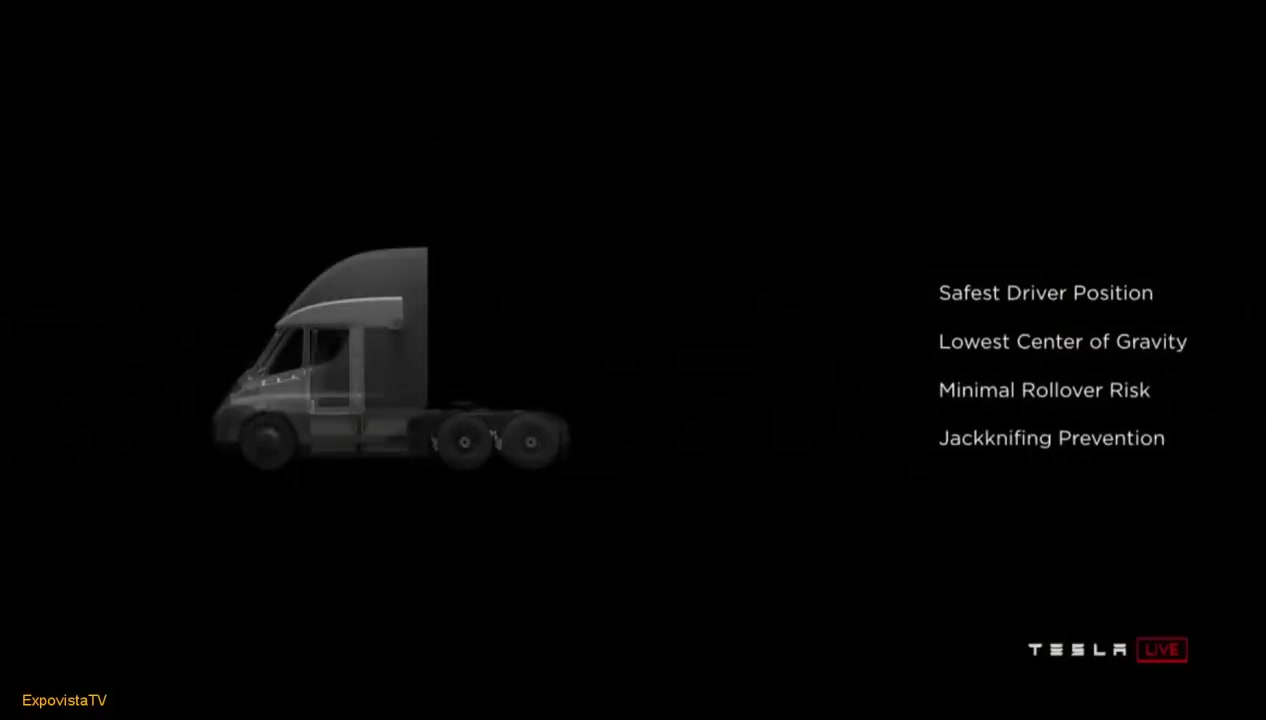 Safest Driver Position
Lowest Center of Gravity
Minimal Rollover Risk
Jackknifing Prevention
TESLA LIVE
ExpovistaTV